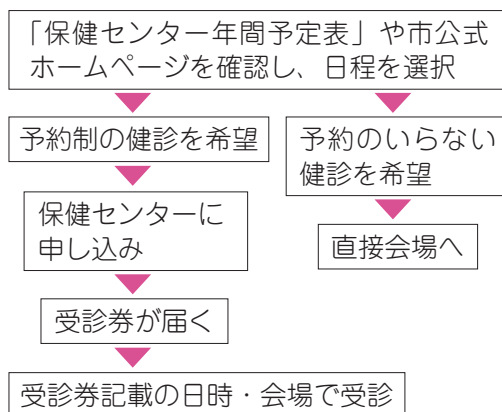 「保健センター年間予定表」や市公式
ホームページを確認し、日程を選択
予約制の健診を希望
保健センターに
申し込み
受診券が届く
受診券記載の日時・会場で受診
予約のいらない
健診を希望
直接会場へ